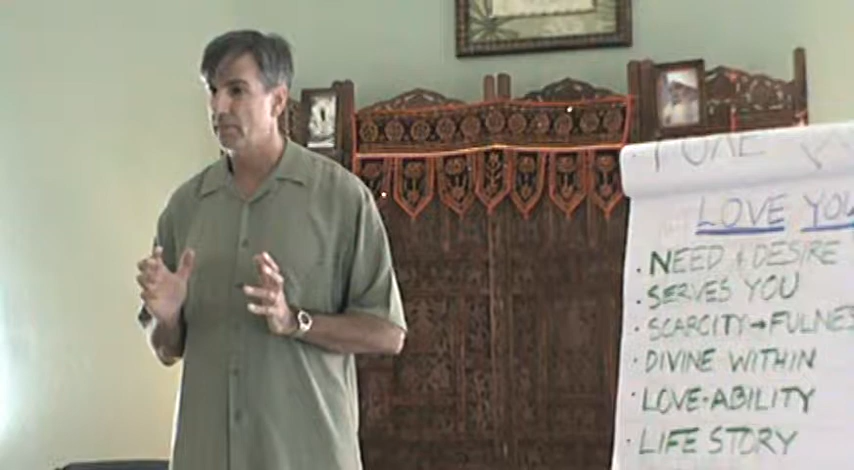 LOVE YOU
· NEED & DESIRE
· SERVES YOU
· SCARCITY→FULNES
· DIVINE WITHIN
· LOVE-ABILITY
· LIFE STORY